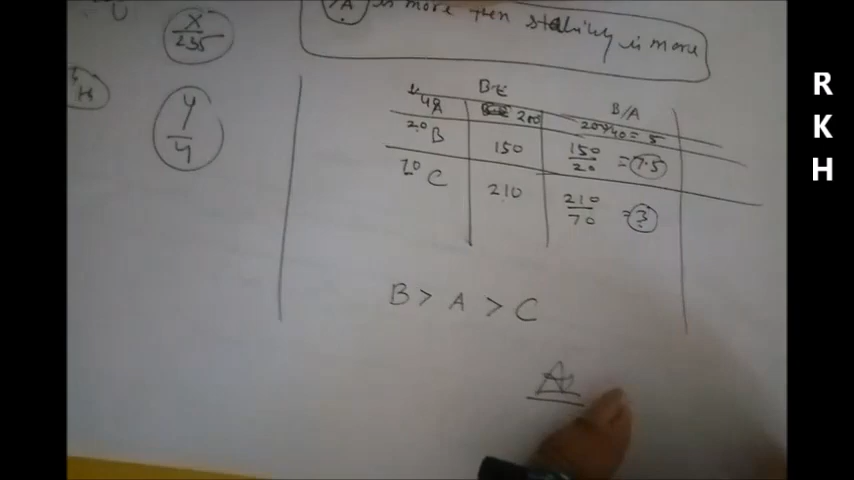 U
X
235
H
Y
4
/A is more then stability is more
B.E
B/A
40A
200
200/40 = 5
20B
150
150
20
= 7.5
70C
210
210
70
= 3
B > A > C
R
K
H